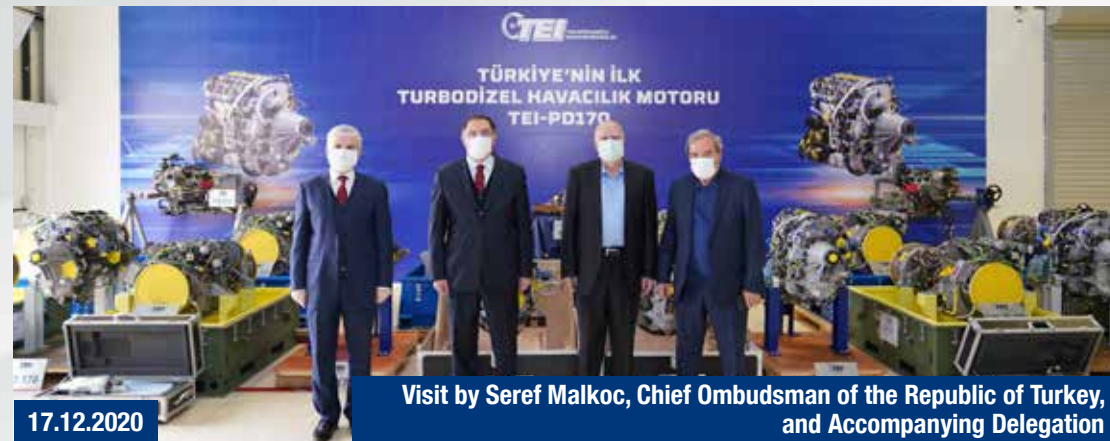 TEI
TÜRKİYE'NİN İLK
TURBODİZEL HAVACILIK MOTORU
TEI-PD170
17.12.2020
Visit by Seref Malkoc, Chief Ombudsman of the Republic of Turkey,
and Accompanying Delegation